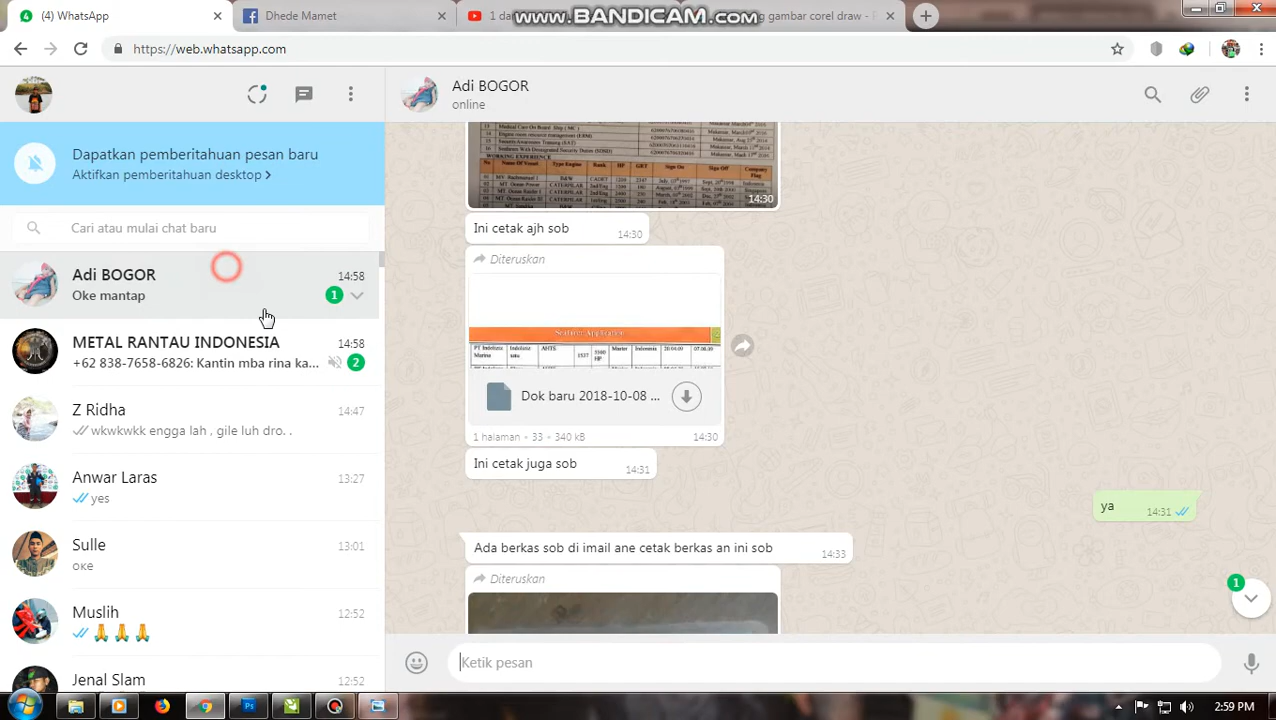 (4) WhatsApp
Dhede Mamet
1 da
WWW.BANDICAM.COM
g gambar corel draw -
https://web.whatsapp.com
Dapatkan pemberitahuan pesan baru
Aktifkan pemberitahuan desktop >
Cari atau mulai chat baru
Adi BOGOR
14:58
Oke mantap
1
METAL RANTAU INDONESIA
14:58
+62 838-7658-6826: Kantin mba rina ka...
2
Z Ridha
14:47
wkwkwkk engga lah , gile luh dro. .
Anwar Laras
13:27
yes
Sulle
13:01
oke
Muslih
12:52
Jenal Slam
12:52
Adi BOGOR
online
WORKING EXPERIENCE
14:30
Ini cetak ajh sob
14:30
Diteruskan
Dok baru 2018-10-08 ...
1 halaman • 33 • 340 kB
14:30
Ini cetak juga sob
14:31
ya
14:31
Ada berkas sob di imail ane cetak berkas an ini sob
14:33
Diteruskan
1
Ketik pesan
2:59 PM